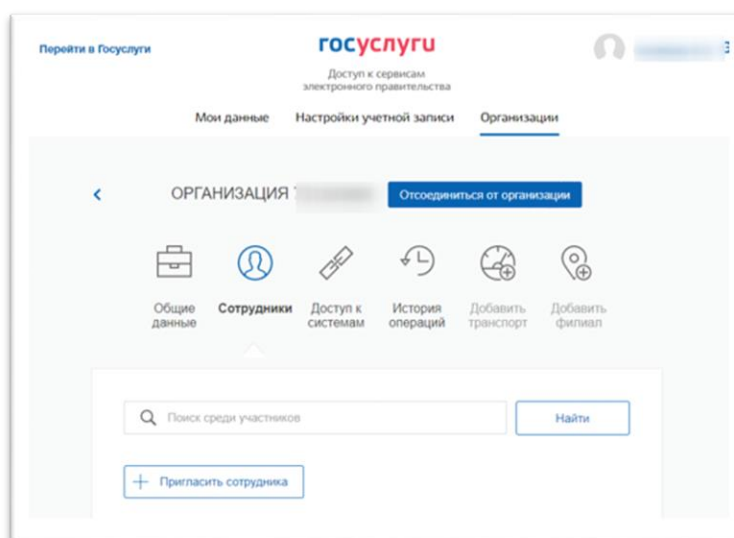 Перейти в Госуслуги
госуслуги
Доступ к сервисам
электронного правительства
Мои данные Настройки учетной записи Организации
ОРГАНИЗАЦИЯ
Отсоединиться от организации
Общие данные
Сотрудники
Доступ к системам
История операций
Добавить транспорт
Добавить филиал
Поиск среди участников
Найти
Пригласить сотрудника